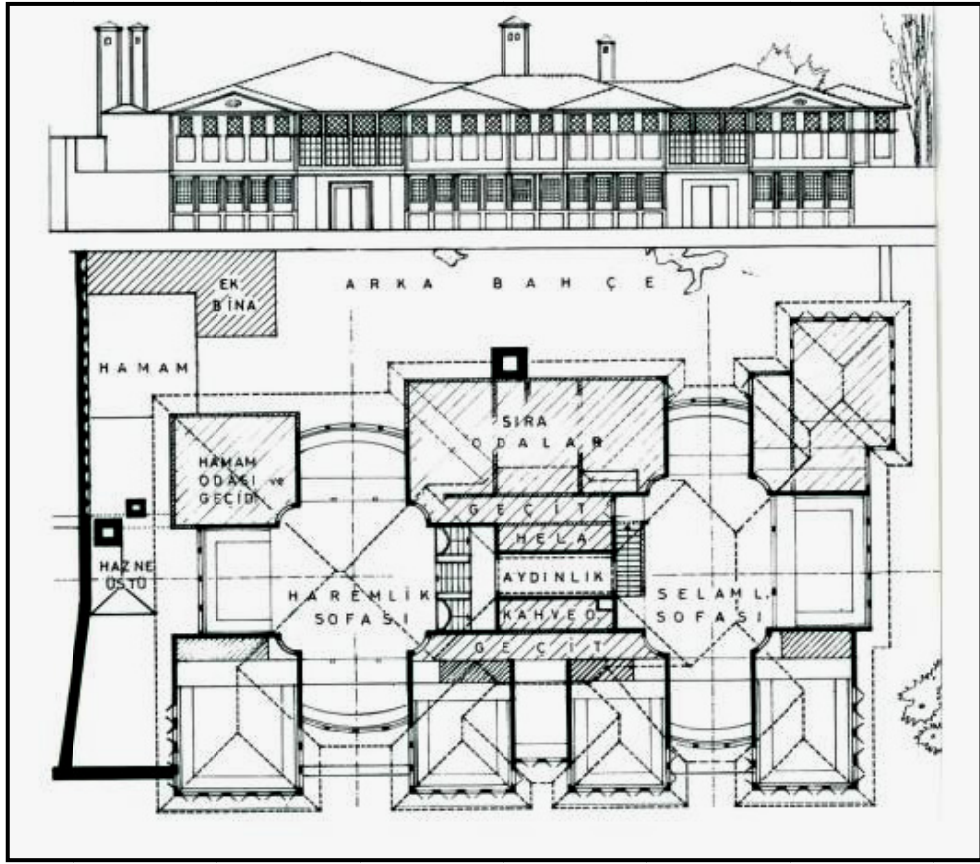 EK
BİNA
ARKA BAHÇE
HAMAM
SIRA
ODALAR
HAMAM
ODASI ve
GEÇİDİ
GEÇİT
HELA
HAZNE
ÜSTÜ
AYDINLIK
HAREMLİK
SOFASI
SELAML.
SOFASI
KAHVEO.
GEÇİT